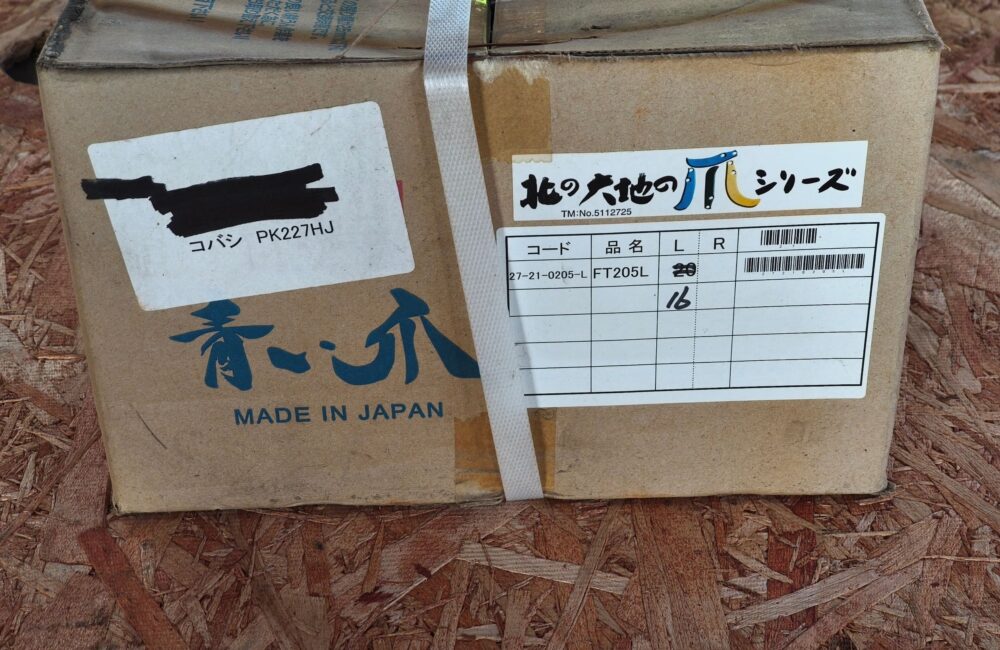 コバシ PK227HJ
青い爪
MADE IN JAPAN
北の大地の爪シリーズ
TM:No.5112725
コード 品名 L R
27-21-0205-L FT205L 20
16